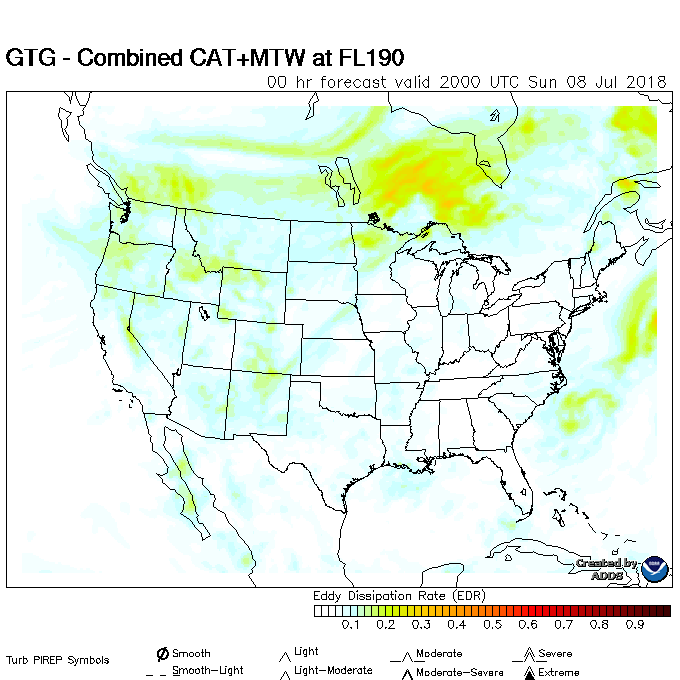 GTG - Combined CAT+MTW at FL190
00 hr forecast valid 2000 UTC Sun 08 Jul 2018
Created by
ADDS
Eddy Dissipation Rate (EDR)
0.1 0.2 0.3 0.4 0.5 0.6 0.7 0.8 0.9
Turb PIREP Symbols
Smooth Light Moderate Severe
Smooth-Light Light-Moderate Moderate-Severe Extreme